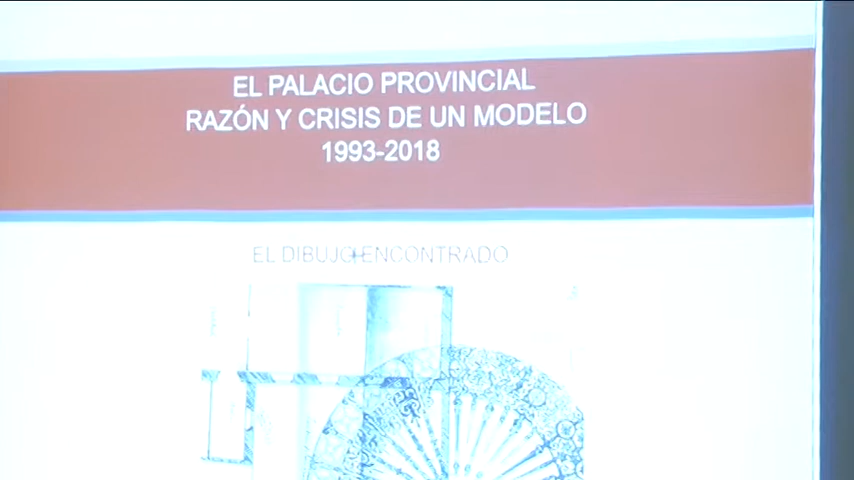 EL PALACIO PROVINCIAL
RAZÓN Y CRISIS DE UN MODELO
1993-2018
EL DIBUJO ENCONTRADO